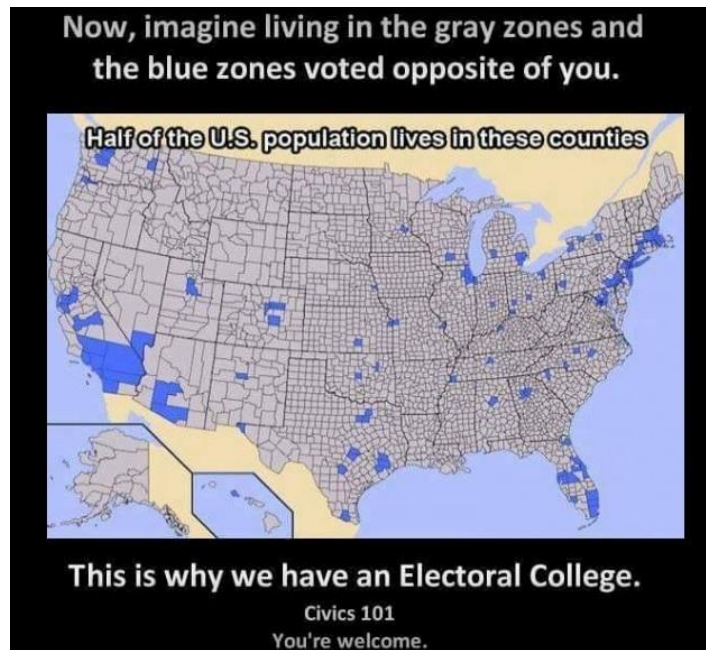 Now, imagine living in the gray zones and
the blue zones voted opposite of you.
Half of the U.S. population lives in these counties
This is why we have an Electoral College.
Civics 101
You're welcome.